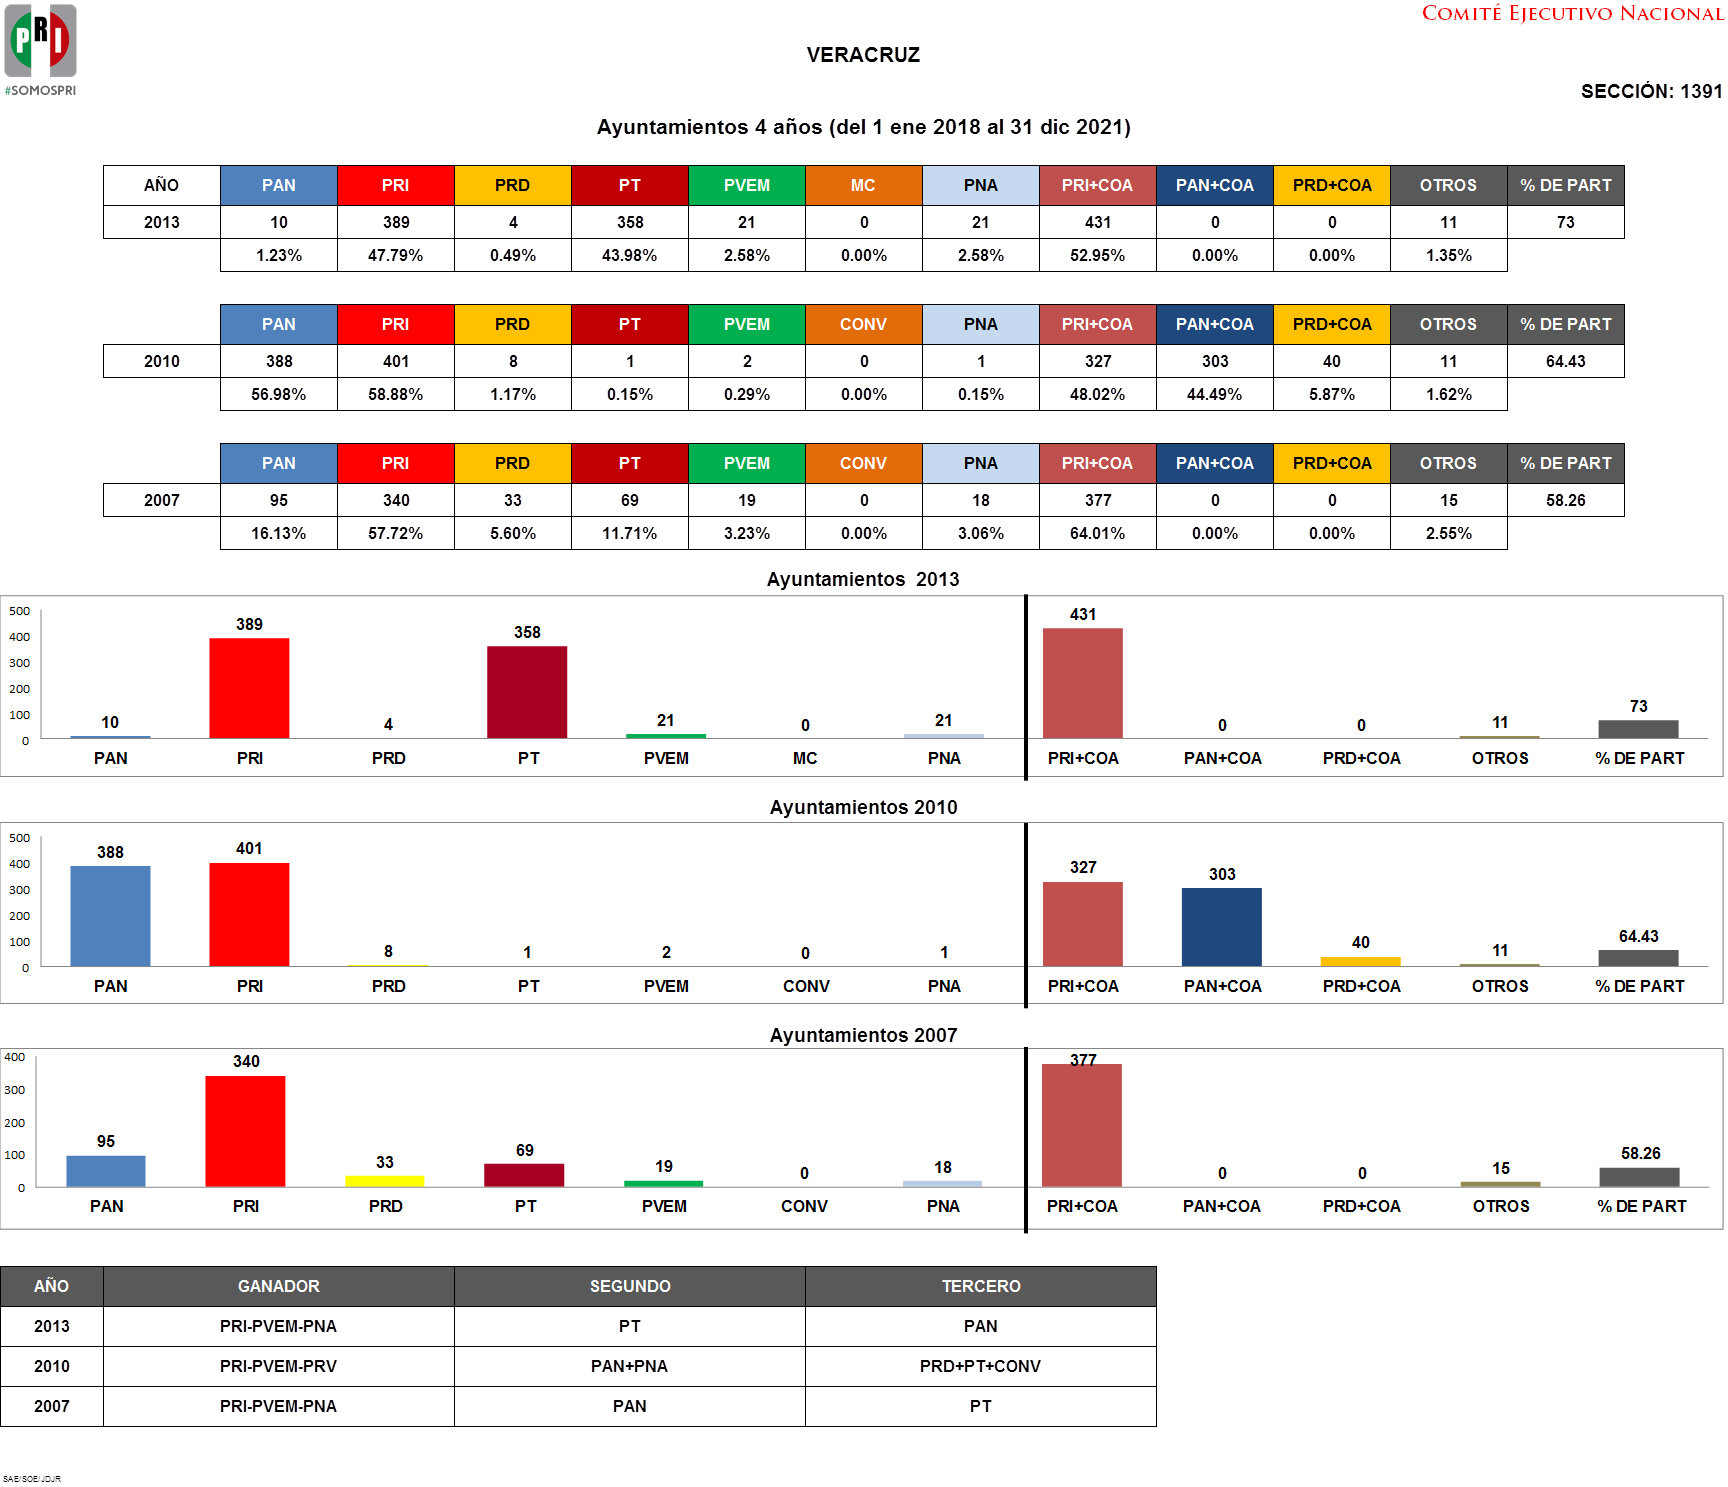 PRI
#SOMOSPRI
COMITÉ EJECUTIVO NACIONAL
VERACRUZ
SECCIÓN: 1391
Ayuntamientos 4 años (del 1 ene 2018 al 31 dic 2021)
AÑO PAN PRI PRD PT PVEM MC PNA PRI+COA PAN+COA PRD+COA OTROS % DE PART
2013 10 389 4 358 21 0 21 431 0 0 11 73
1.23% 47.79% 0.49% 43.98% 2.58% 0.00% 2.58% 52.95% 0.00% 0.00% 1.35%
PAN PRI PRD PT PVEM CONV PNA PRI+COA PAN+COA PRD+COA OTROS % DE PART
2010 388 401 8 1 2 0 1 327 303 40 11 64.43
56.98% 58.88% 1.17% 0.15% 0.29% 0.00% 0.15% 48.02% 44.49% 5.87% 1.62%
PAN PRI PRD PT PVEM CONV PNA PRI+COA PAN+COA PRD+COA OTROS % DE PART
2007 95 340 33 69 19 0 18 377 0 0 15 58.26
16.13% 57.72% 5.60% 11.71% 3.23% 0.00% 3.06% 64.01% 0.00% 0.00% 2.55%
Ayuntamientos  2013
500
400
300
200
100
0
10 389 4 358 21 0 21 431 0 0 11 73
PAN PRI PRD PT PVEM MC PNA PRI+COA PAN+COA PRD+COA OTROS % DE PART
Ayuntamientos 2010
500
400
300
200
100
0
388 401 8 1 2 0 1 327 303 40 11 64.43
PAN PRI PRD PT PVEM CONV PNA PRI+COA PAN+COA PRD+COA OTROS % DE PART
Ayuntamientos 2007
400
300
200
100
0
95 340 33 69 19 0 18 377 0 0 15 58.26
PAN PRI PRD PT PVEM CONV PNA PRI+COA PAN+COA PRD+COA OTROS % DE PART
AÑO GANADOR SEGUNDO TERCERO
2013 PRI-PVEM-PNA PT PAN
2010 PRI-PVEM-PRV PAN+PNA PRD+PT+CONV
2007 PRI-PVEM-PNA PAN PT
SAE/SOE/JDJR